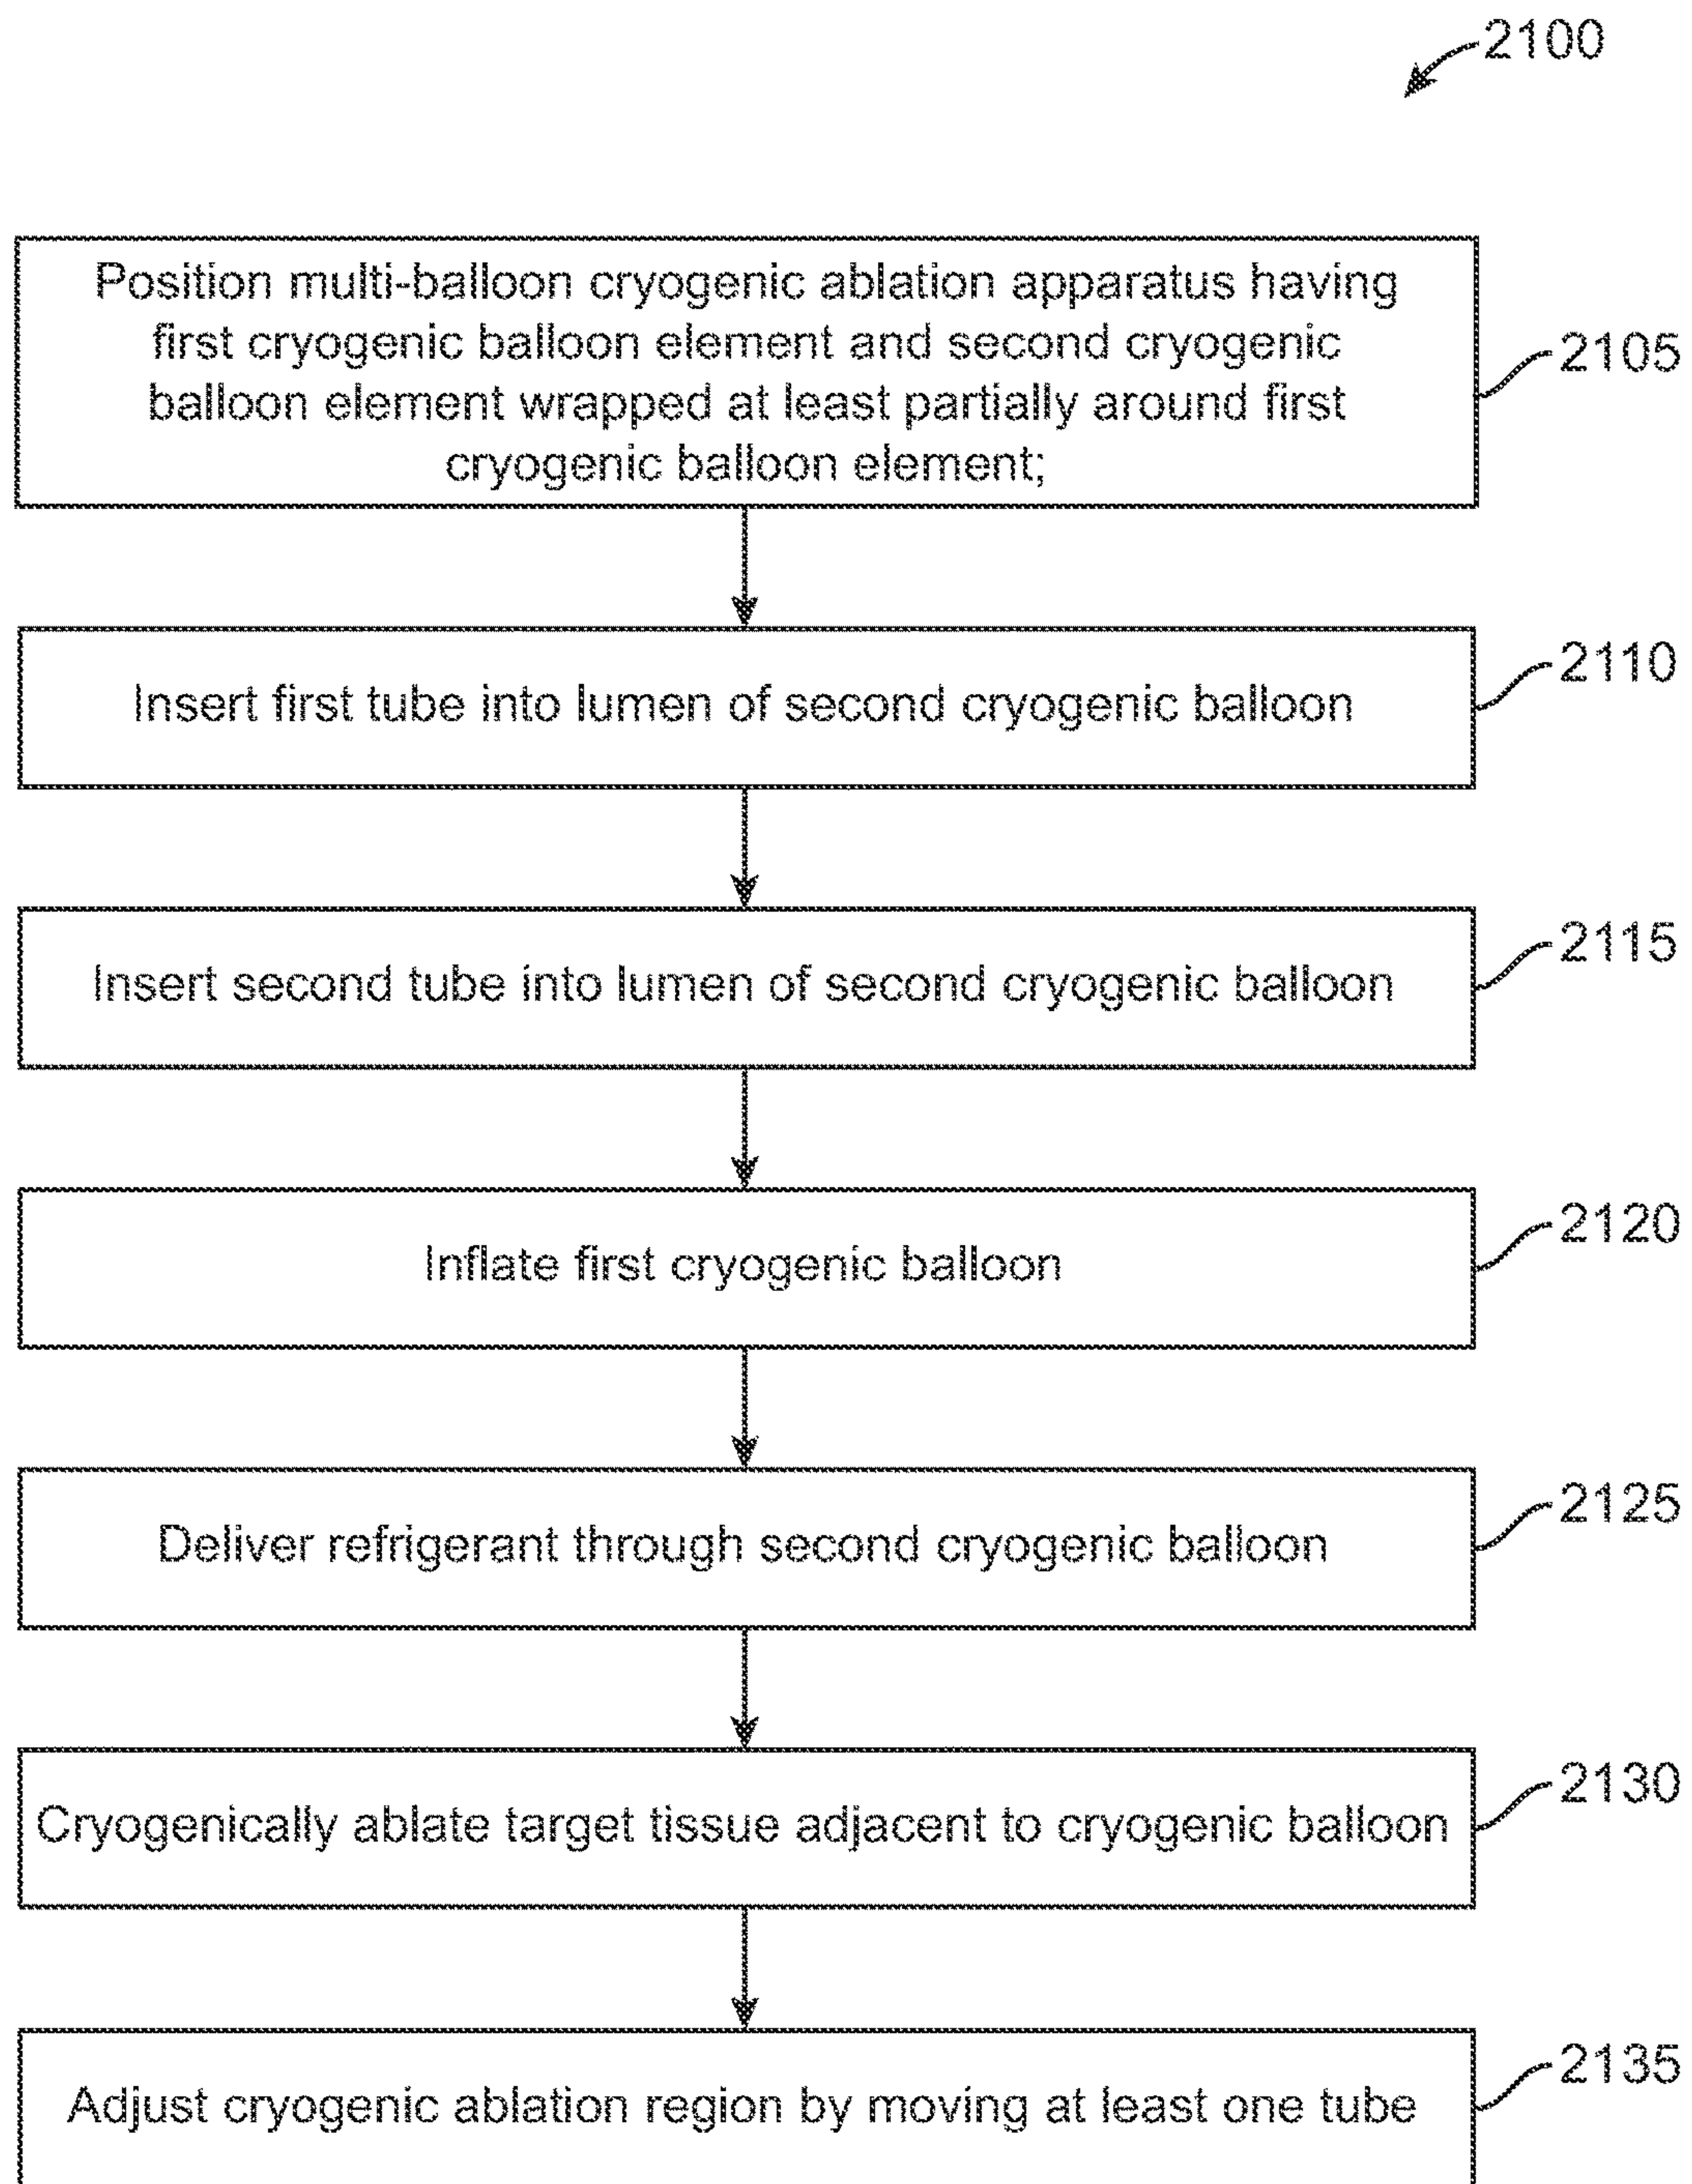 2100
Position multi-balloon cryogenic ablation apparatus having
first cryogenic balloon element and second cryogenic
balloon element wrapped at least partially around first
cryogenic balloon element;
2105
Insert first tube into lumen of second cryogenic balloon
2110
Insert second tube into lumen of second cryogenic balloon
2115
Inflate first cryogenic balloon
2120
Deliver refrigerant through second cryogenic balloon
2125
Cryogenically ablate target tissue adjacent to cryogenic balloon
2130
Adjust cryogenic ablation region by moving at least one tube
2135